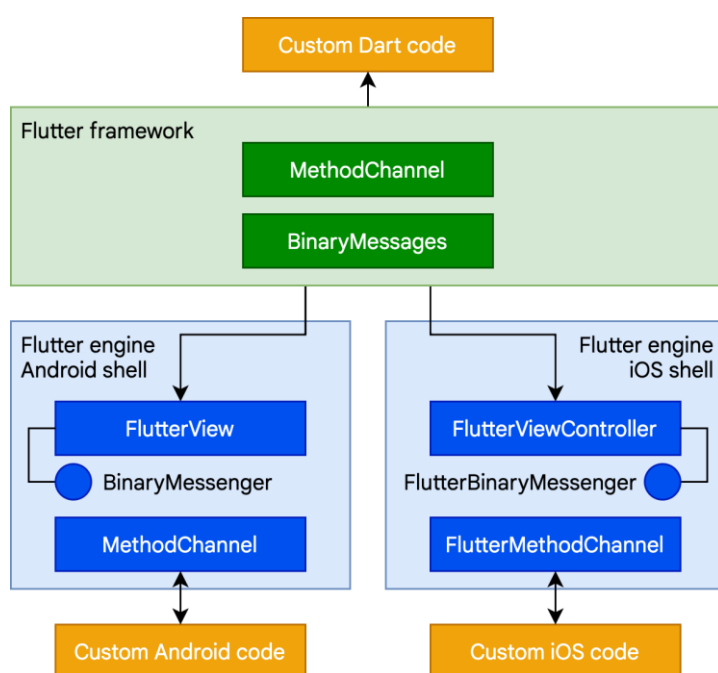 Custom Dart code
Flutter framework
MethodChannel
BinaryMessages
Flutter engine
Android shell
FlutterView
BinaryMessenger
MethodChannel
Custom Android code
Flutter engine
iOS shell
FlutterViewController
FlutterBinaryMessenger
FlutterMethodChannel
Custom iOS code